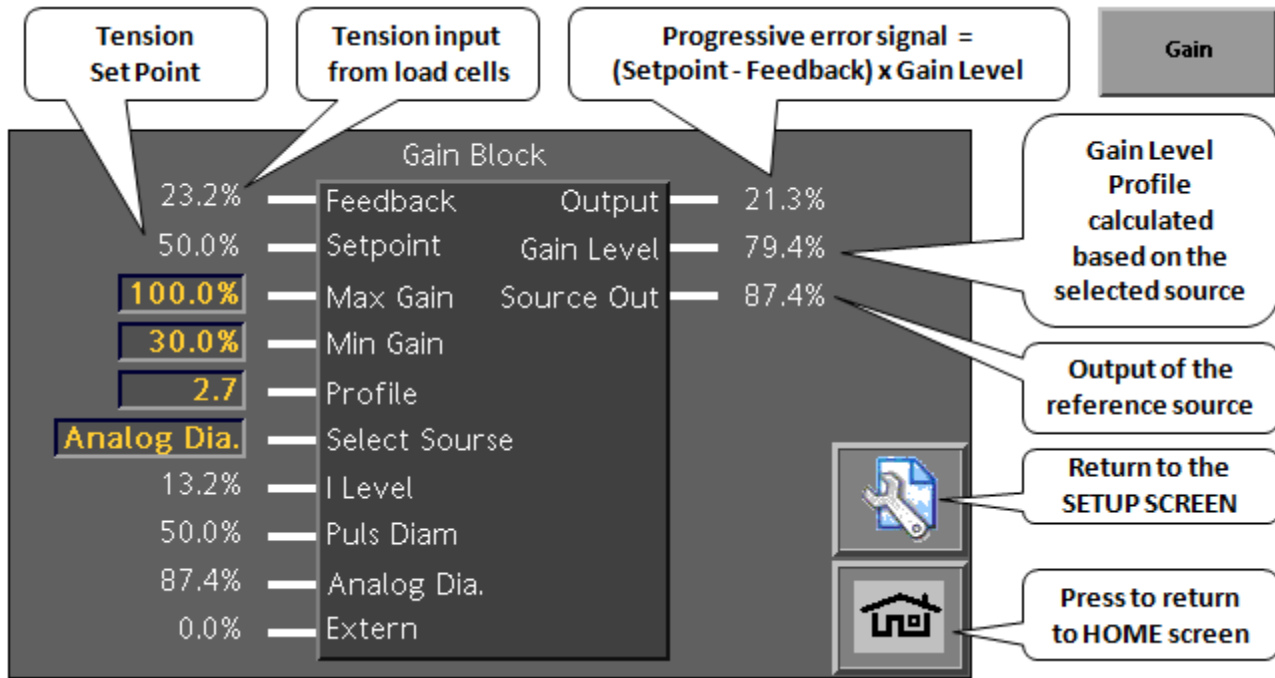 Tension
Set Point
Tension input
from load cells
Progressive error signal =
(Setpoint - Feedback) x Gain Level
Gain
Gain Block
23.2% Feedback Output 21.3%
50.0% Setpoint Gain Level 79.4%
100.0% Max Gain Source Out 87.4%
30.0% Min Gain
2.7 Profile
Analog Dia. Select Sourse
13.2% I Level
50.0% Puls Diam
87.4% Analog Dia.
0.0% Extern
Gain Level
Profile
calculated
based on the
selected source
Output of the
reference source
Return to the
SETUP SCREEN
Press to return
to HOME screen